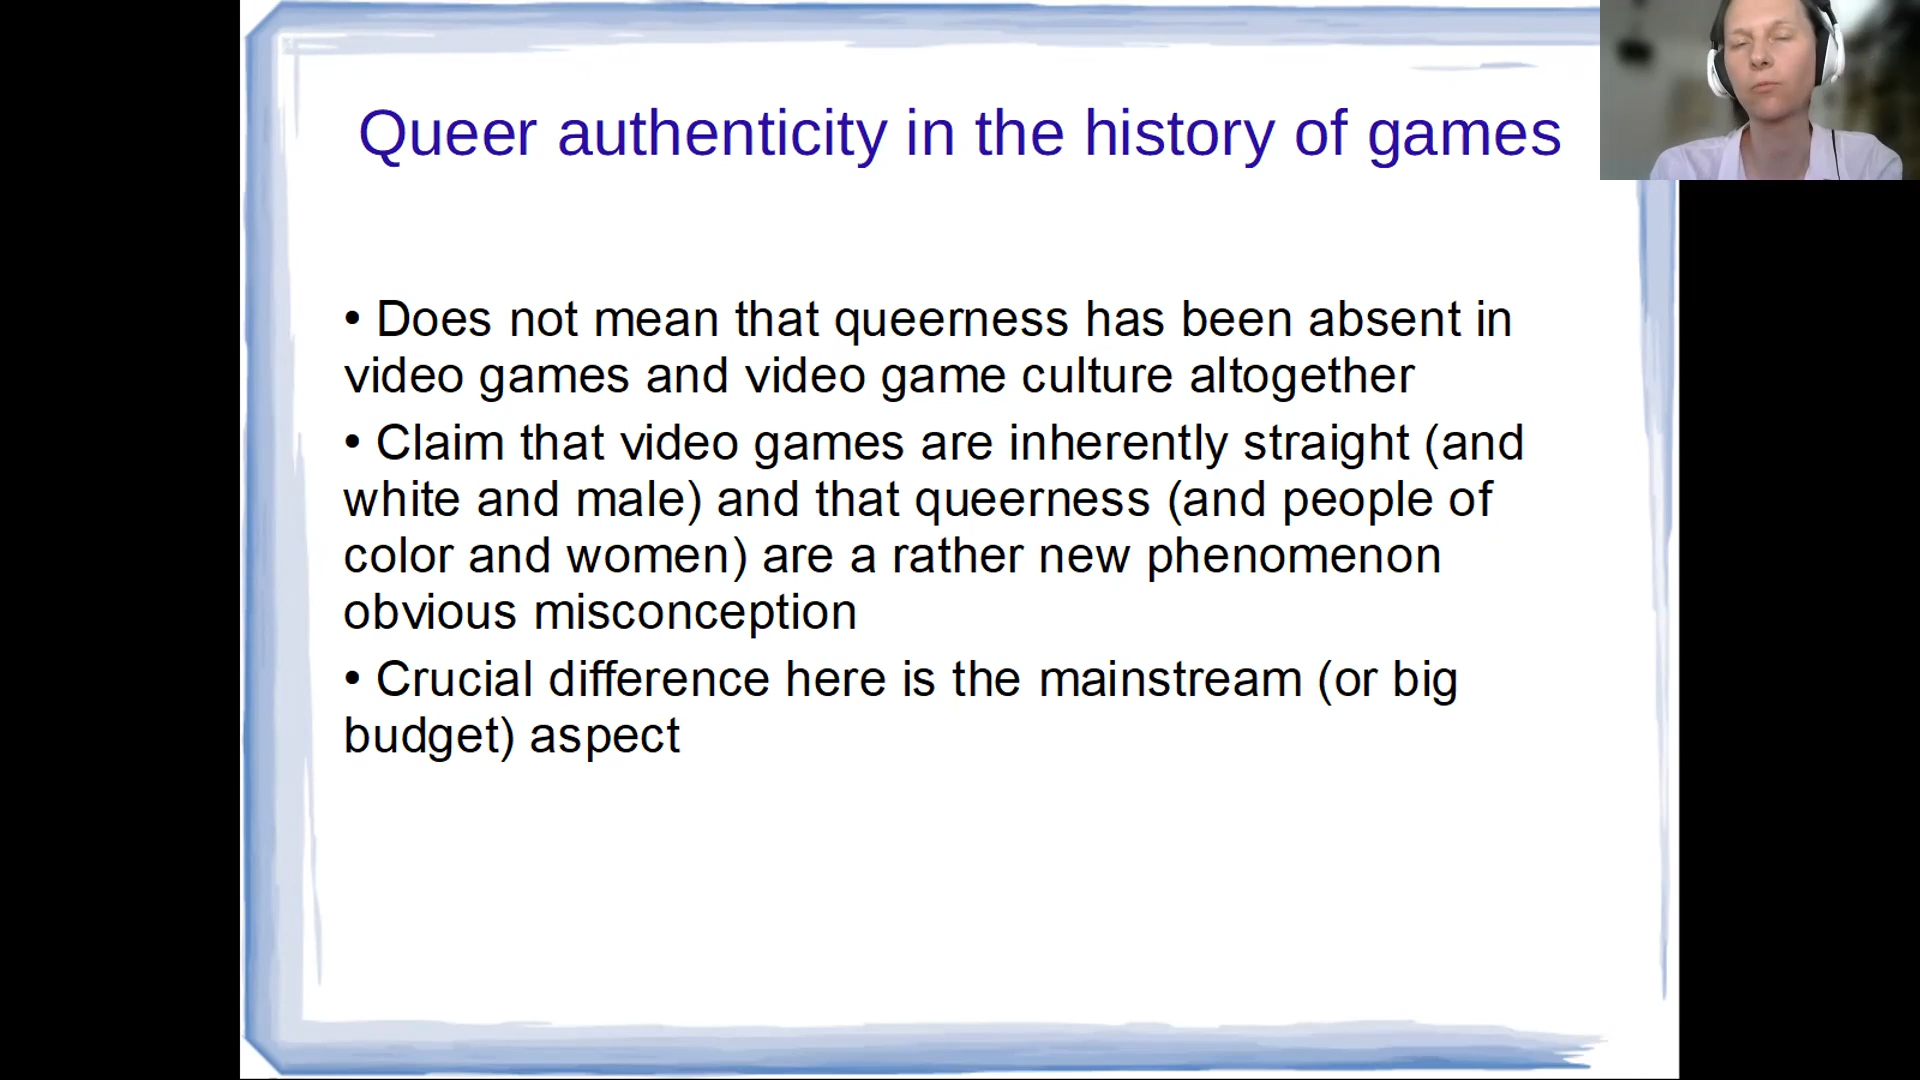 Queer authenticity in the history of games
• Does not mean that queerness has been absent in
video games and video game culture altogether
• Claim that video games are inherently straight (and
white and male) and that queerness (and people of
color and women) are a rather new phenomenon
obvious misconception
• Crucial difference here is the mainstream (or big
budget) aspect